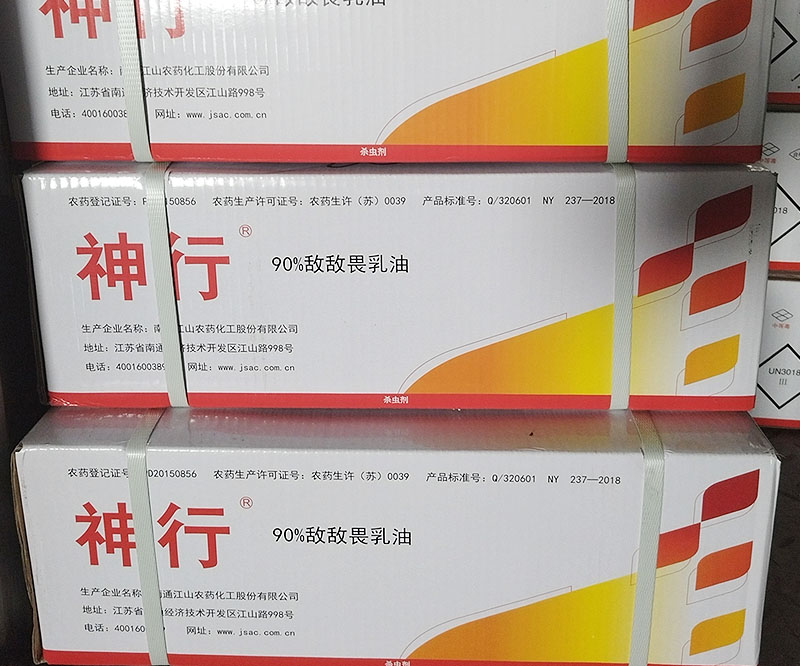 神行
敌敌畏乳油
生产企业名称： 江山农药化工股份有限公司
地址：江苏省南 济技术开发区江山路998号
电话：400160038 网址：www.jsac.com.cn
杀虫剂
农药登记证号：P 150856 农药生产许可证号：农药生许（苏）0039 产品标准号：Q/320601 NY 237—2018
神行®
90%敌敌畏乳油
生产企业名称：南 江山农药化工股份有限公司
地址：江苏省南通 济技术开发区江山路998号
电话：40016003 网址：www.jsac.com.cn
杀虫剂
农药登记证号 PD20150856 农药生产许可证号：农药生许（苏）0039 产品标准号：Q/320601 NY 237—2018
神行®
90%敌敌畏乳油
生产企业名称 南通江山农药化工股份有限公司
地址：江苏省 通经济技术开发区江山路998号
电话：40016 网址：www.jsac.com.cn
杀虫剂
3018
UN3018
III